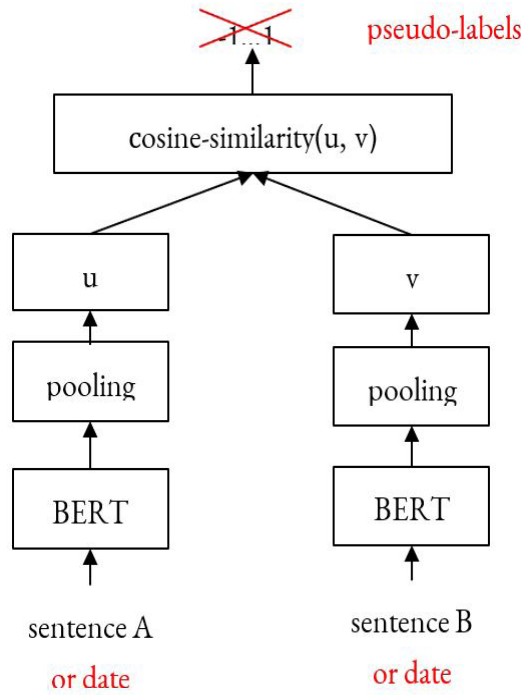 -1...1 pseudo-labels
cosine-similarity(u, v)
u v
pooling pooling
BERT BERT
sentence A sentence B
or date or date